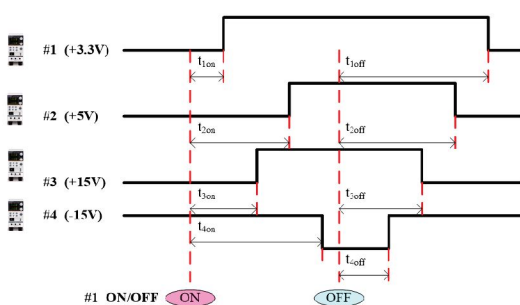 #1 (+3.3V)
t1on
t1off
#2 (+5V)
t2on
t2off
#3 (+15V)
t3on
t3off
#4 (-15V)
t4on
t4off
#1 ON/OFF
ON
OFF